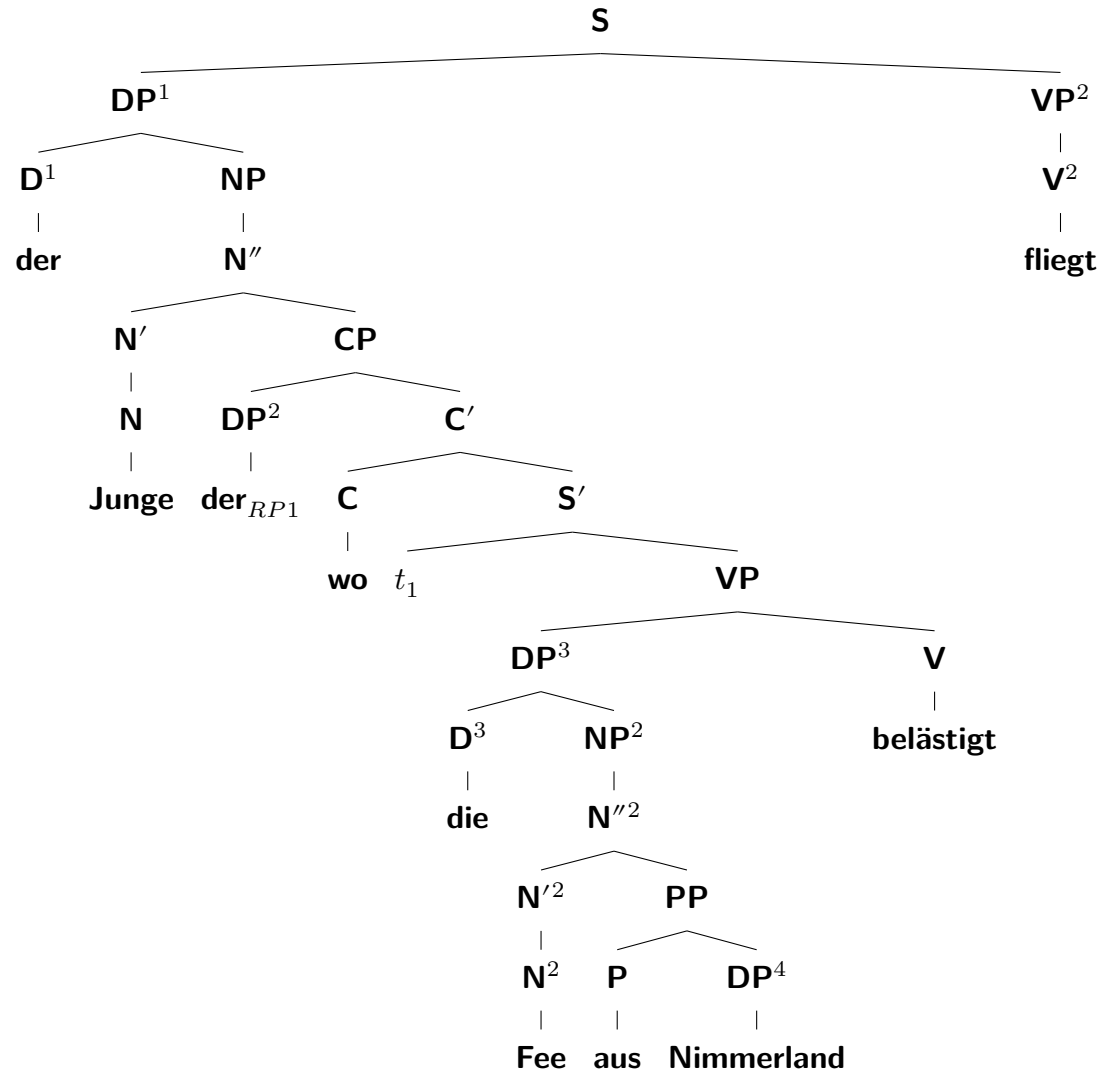 S
DP¹ VP²
D¹ NP V²
der N′′ fliegt
N′ CP
N DP² C′
Junge der_RP1 C S′
wo t₁ VP
DP³ V
D³ NP² belästigt
die N′′²
N′² PP
N² P DP⁴
Fee aus Nimmerland